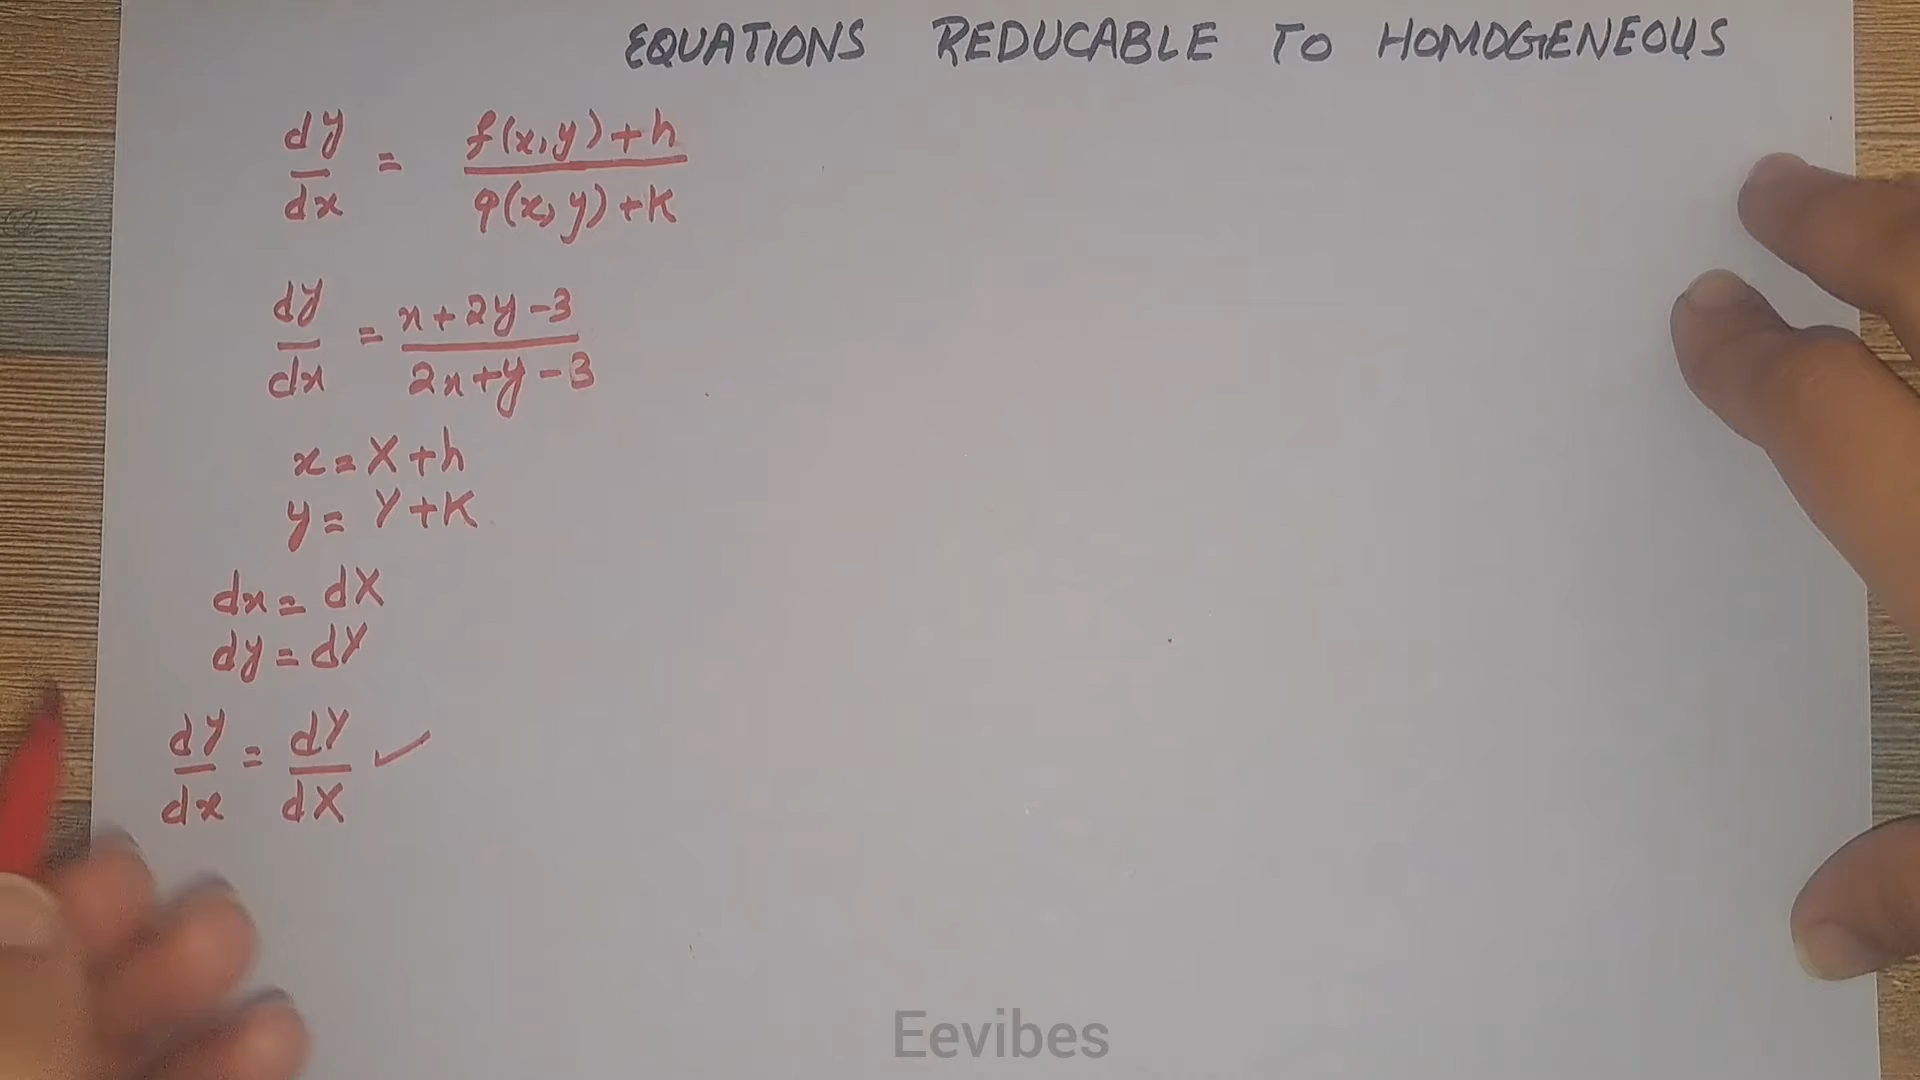 EQUATIONS REDUCABLE TO HOMOGENEOUS
dy/dx = f(x,y)+h / φ(x,y)+K
dy/dx = x+2y-3 / 2x+y-3
x = X+h
y = Y+K
dx = dX
dy = dY
dy/dx = dY/dX ✓
Eevibes